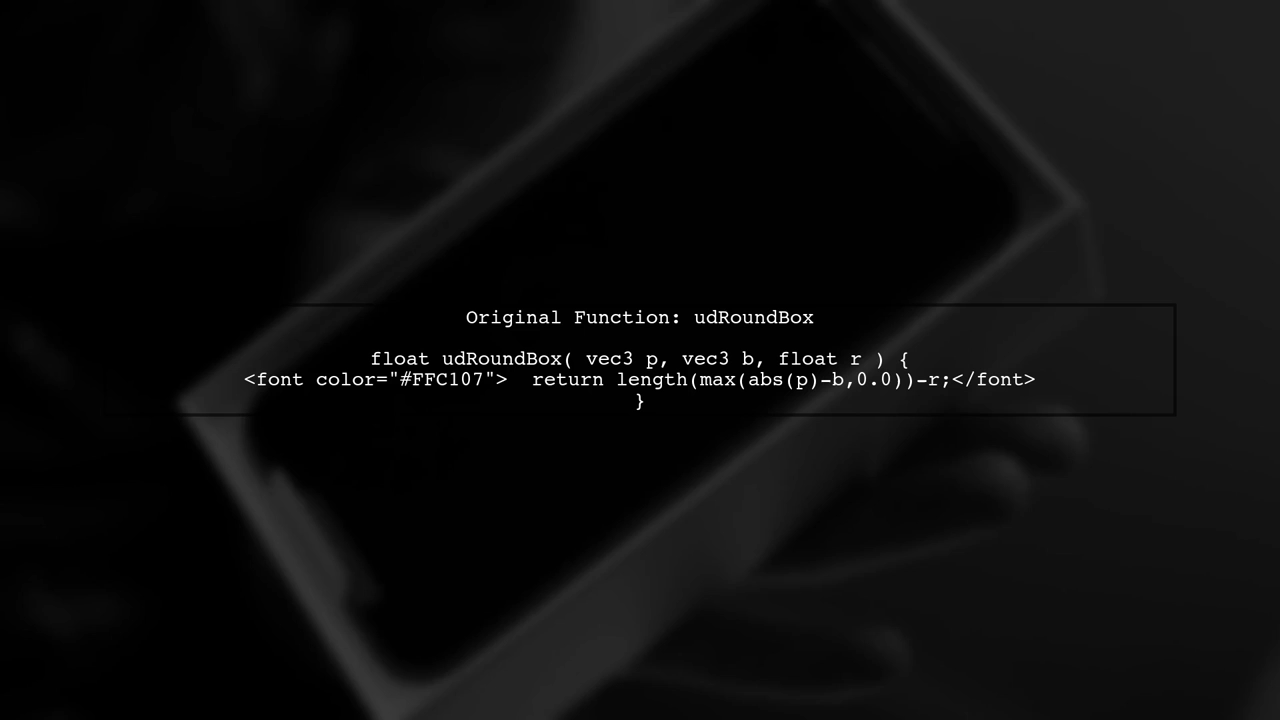 Original Function: udRoundBox
float udRoundBox( vec3 p, vec3 b, float r ) {
<font color="#FFC107">  return length(max(abs(p)-b,0.0))-r;</font>
}